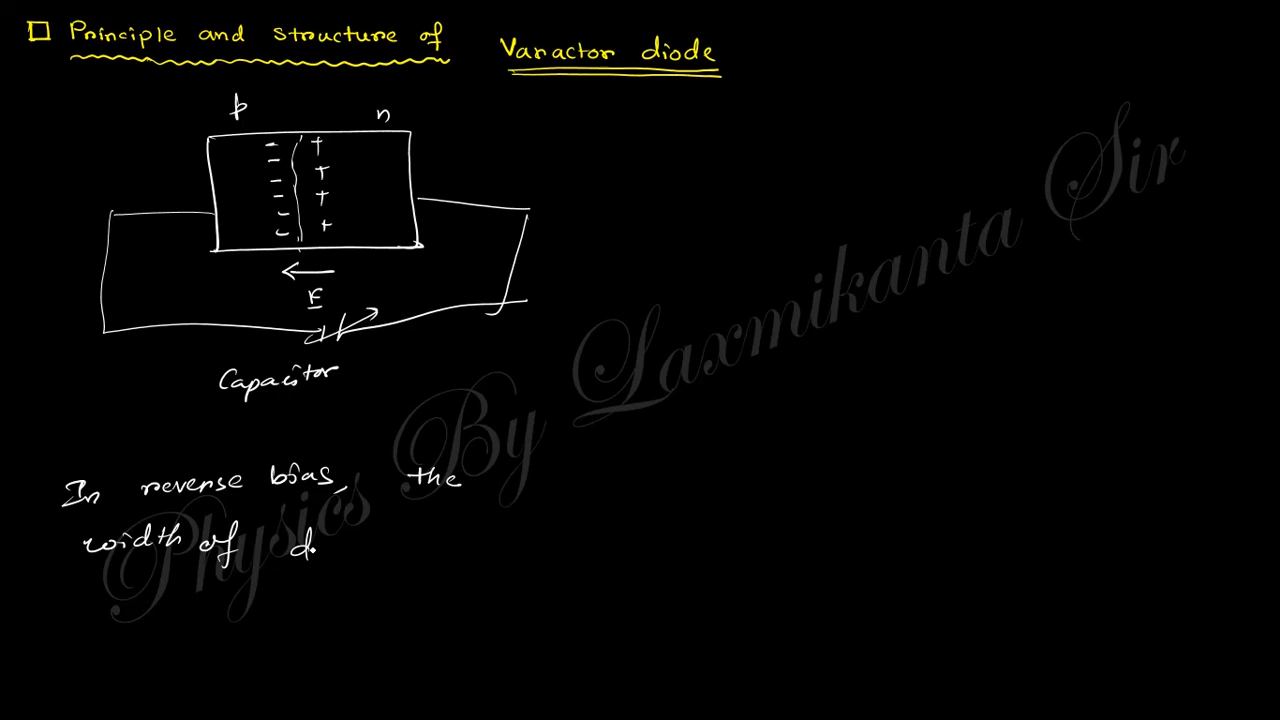 Principle and structure of Varactor diode
p n
- +
-
- +
- +
-
- +
E
Capacitor
In reverse bias, the
width of d
Physics By Laxmikanta Sir